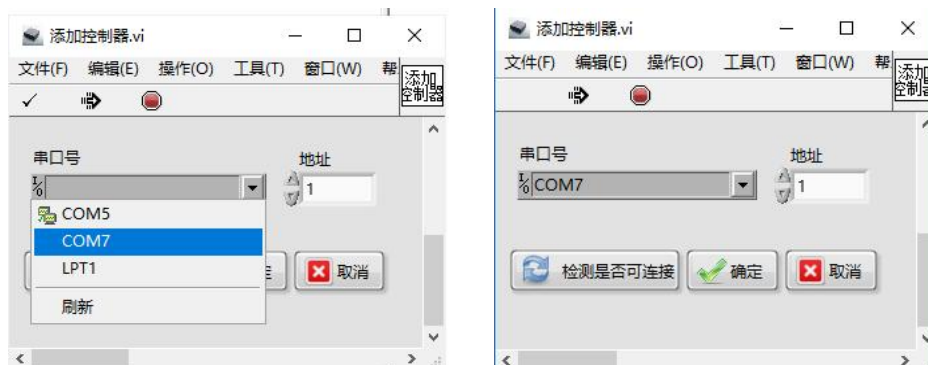 添加控制器.vi
文件(F) 编辑(E) 操作(O) 工具(T) 窗口(W) 帮
添加
控制器
串口号
地址
1
COM5
COM7
LPT1
刷新
取消
添加控制器.vi
文件(F) 编辑(E) 操作(O) 工具(T) 窗口(W) 帮
添加
控制器
串口号
地址
I/O COM7
1
检测是否可连接
确定
取消